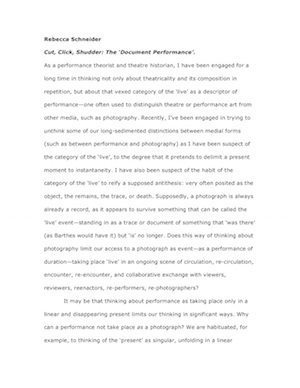 Rebecca Schneider
Cut, Click, Shudder: The 'Document Performance'.
As a performance theorist and theatre historian, I have been engaged for a
long time in thinking not only about theatricality and its composition in
repetition, but about that vexed category of the 'live' as a descriptor of
performance—one often used to distinguish theatre or performance art from
other media, such as photography. Recently, I've been engaged in trying to
unthink some of our long-sedimented distinctions between medial forms
(such as between performance and photography) as I have been suspect of
the category of the 'live', to the degree that it pretends to delimit a present
moment to instantaneity. I have also been suspect of the habit of the
category of the 'live' to reify a supposed antithesis: very often posited as the
object, the remains, the trace, or death. Supposedly, a photograph is always
already a record, as it appears to survive something that can be called the
'live' event—standing in as a trace or document of something that 'was there'
(as Barthes would have it) but 'is' no longer. Does this way of thinking about
photography limit our access to a photograph as event—as a performance of
duration—taking place 'live' in an ongoing scene of circulation, re-circulation,
encounter, re-encounter, and collaborative exchange with viewers,
reviewers, reenactors, re-performers, re-photographers?
It may be that thinking about performance as taking place only in a
linear and disappearing present limits our thinking in significant ways. Why
can a performance not take place as a photograph? We are habituated, for
example, to thinking of the 'present' as singular, unfolding in a linear